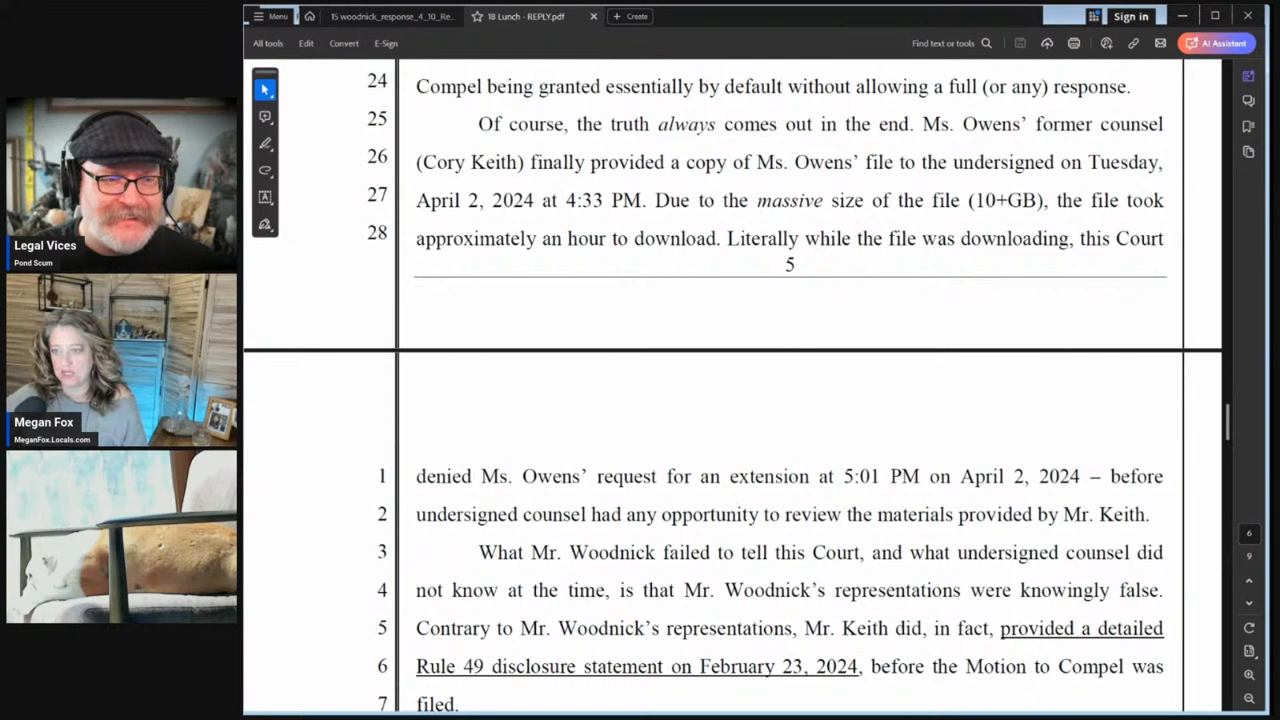 Menu
15 woodnick_response_4_10_Re...
18 Lunch - REPLY.pdf
Create
Sign in
All tools
Edit
Convert
E-Sign
Find text or tools
AI Assistant
24 Compel being granted essentially by default without allowing a full (or any) response.
25 Of course, the truth always comes out in the end. Ms. Owens’ former counsel
26 (Cory Keith) finally provided a copy of Ms. Owens’ file to the undersigned on Tuesday,
27 April 2, 2024 at 4:33 PM. Due to the massive size of the file (10+GB), the file took
28 approximately an hour to download. Literally while the file was downloading, this Court
5
1 denied Ms. Owens’ request for an extension at 5:01 PM on April 2, 2024 – before
2 undersigned counsel had any opportunity to review the materials provided by Mr. Keith.
3 What Mr. Woodnick failed to tell this Court, and what undersigned counsel did
4 not know at the time, is that Mr. Woodnick’s representations were knowingly false.
5 Contrary to Mr. Woodnick’s representations, Mr. Keith did, in fact, provided a detailed
6 Rule 49 disclosure statement on February 23, 2024, before the Motion to Compel was
7 filed.
6
9
Legal Vices
Pond Scum
Megan Fox
MeganFox.Locals.com